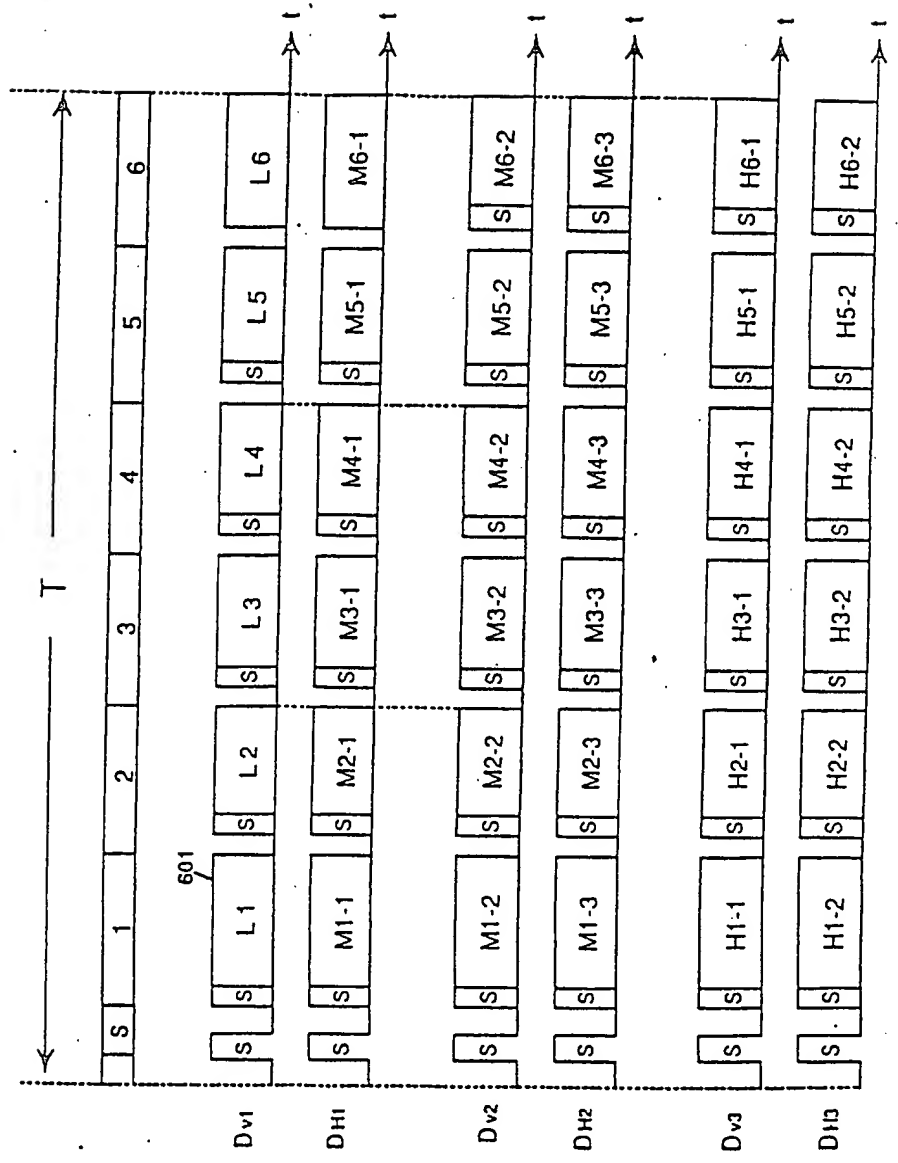 T
S 1 2 3 4 5 6
601
Dv1 S S L1 S L2 S L3 S L4 S L5 L6 t
DH1 S S M1-1 S M2-1 S M3-1 S M4-1 S M5-1 M6-1 t
Dv2 S S M1-2 S M2-2 S M3-2 S M4-2 S M5-2 S M6-2 t
DH2 S S M1-3 S M2-3 S M3-3 S M4-3 S M5-3 S M6-3 t
Dv3 S S H1-1 S H2-1 S H3-1 S H4-1 S H5-1 S H6-1 t
DH3 S S H1-2 S H2-2 S H3-2 S H4-2 S H5-2 S H6-2 t